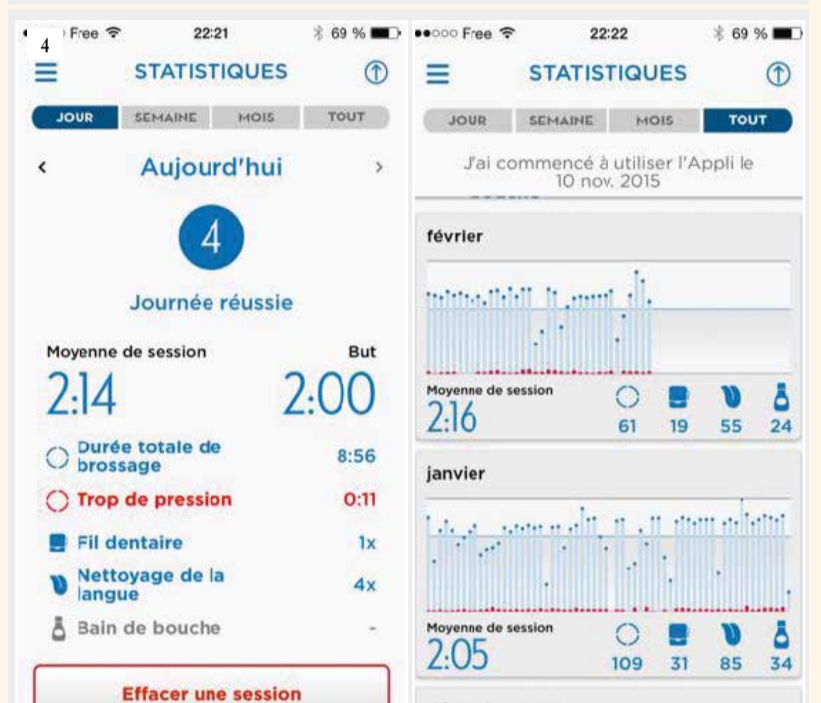 4
Free 22:21 69 %
STATISTIQUES
JOUR SEMAINE MOIS TOUT
< Aujourd'hui >
4
Journée réussie
Moyenne de session But
2:14 2:00
Durée totale de
brossage 8:56
Trop de pression 0:11
Fil dentaire 1x
Nettoyage de la
langue 4x
Bain de bouche -
Effacer une session
Free 22:22 69 %
STATISTIQUES
JOUR SEMAINE MOIS TOUT
J'ai commencé à utiliser l'Appli le
10 nov. 2015
février
Moyenne de session
2:16 61 19 55 24
janvier
Moyenne de session
2:05 109 31 85 34